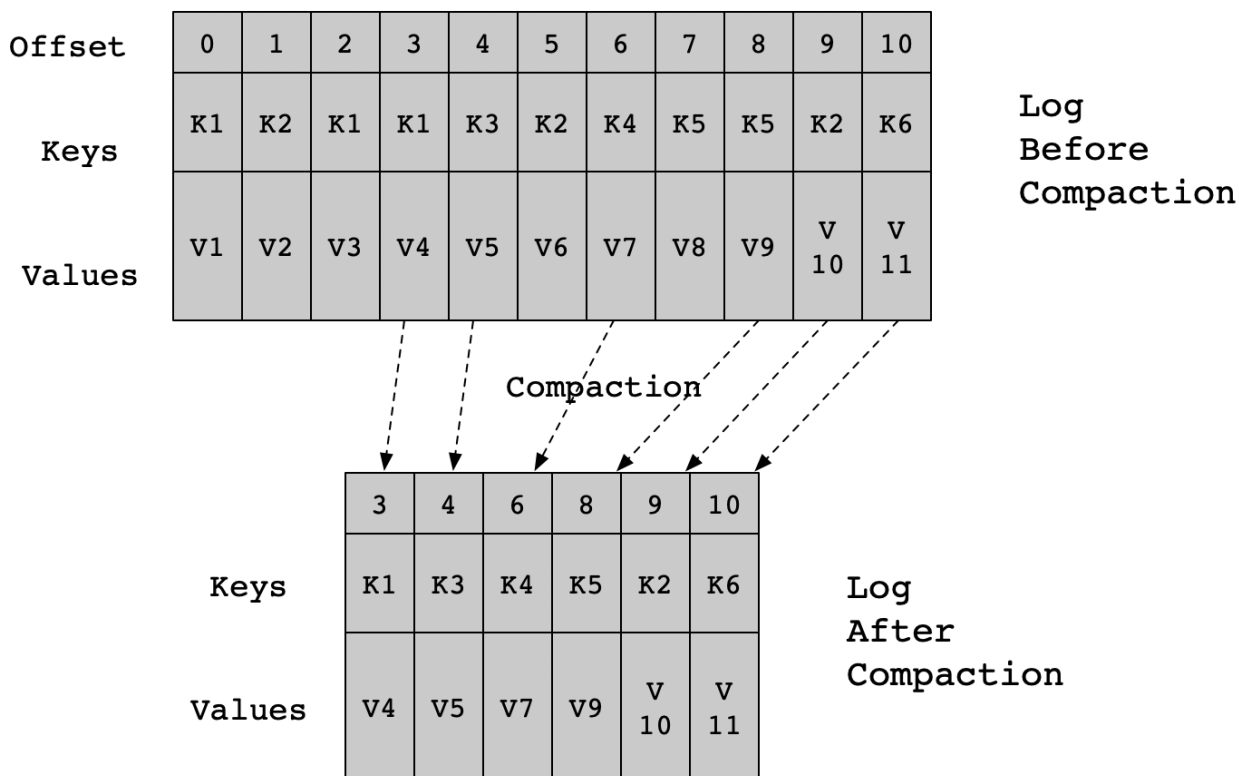 Offset 0 1 2 3 4 5 6 7 8 9 10
Keys K1 K2 K1 K1 K3 K2 K4 K5 K5 K2 K6
Values V1 V2 V3 V4 V5 V6 V7 V8 V9 V 10 V 11
Log
Before
Compaction
Compaction
3 4 6 8 9 10
Keys K1 K3 K4 K5 K2 K6
Values V4 V5 V7 V9 V 10 V 11
Log
After
Compaction